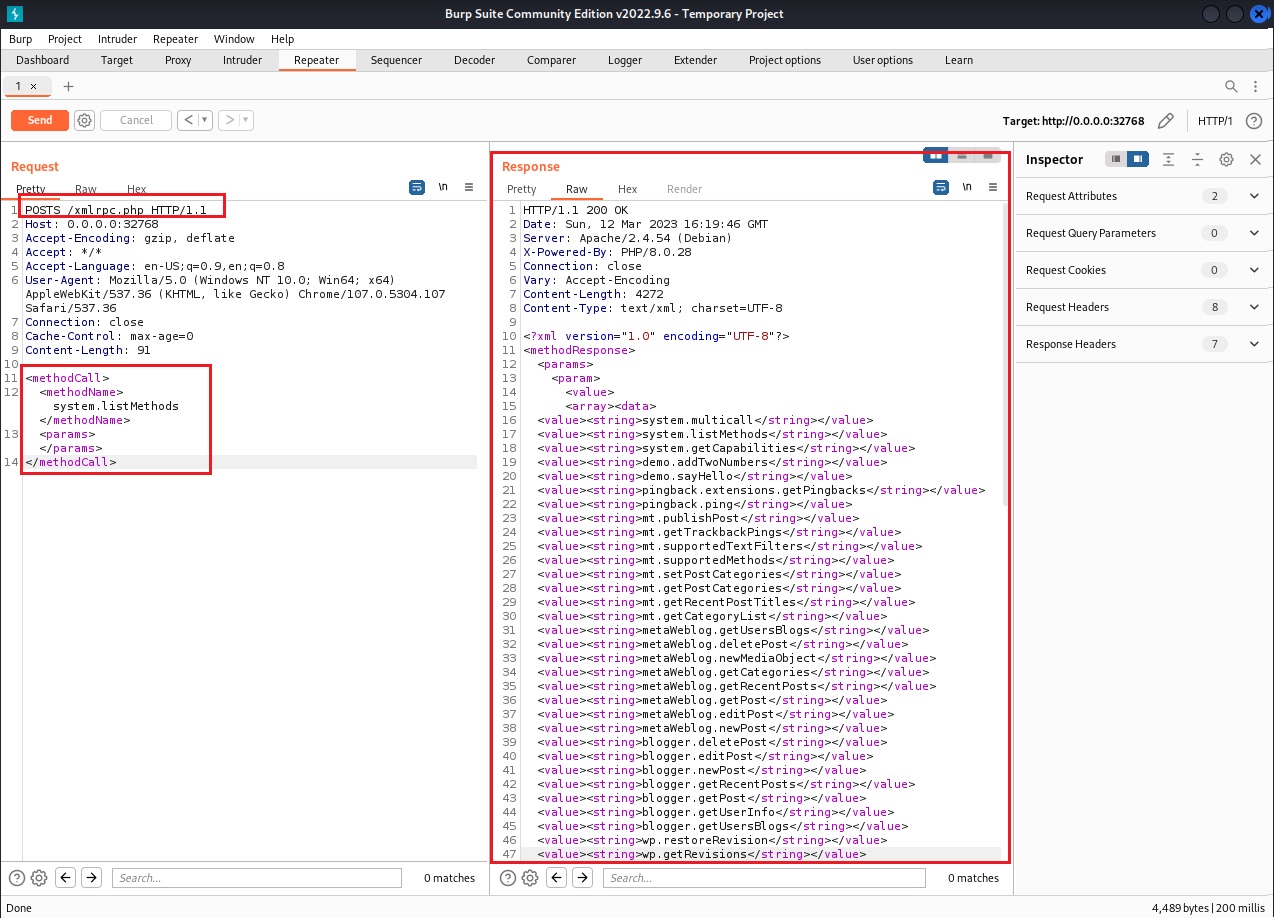 Burp Suite Community Edition v2022.9.6 - Temporary Project
Burp Project Intruder Repeater Window Help
Dashboard Target Proxy Intruder Repeater Sequencer Decoder Comparer Logger Extender Project options User options Learn
1 × +
Send Cancel < > Target: http://0.0.0.0:32768 HTTP/1 ?
Request
Pretty Raw Hex \n
1 POSTS /xmlrpc.php HTTP/1.1
2 Host: 0.0.0.0:32768
3 Accept-Encoding: gzip, deflate
4 Accept: */*
5 Accept-Language: en-US;q=0.9,en;q=0.8
6 User-Agent: Mozilla/5.0 (Windows NT 10.0; Win64; x64)
AppleWebKit/537.36 (KHTML, like Gecko) Chrome/107.0.5304.107
Safari/537.36
7 Connection: close
8 Cache-Control: max-age=0
9 Content-Length: 91
10
11 <methodCall>
12 <methodName>
system.listMethods
</methodName>
13 <params>
</params>
14 </methodCall>
? Search... 0 matches
Response
Pretty Raw Hex Render \n
1 HTTP/1.1 200 OK
2 Date: Sun, 12 Mar 2023 16:19:46 GMT
3 Server: Apache/2.4.54 (Debian)
4 X-Powered-By: PHP/8.0.28
5 Connection: close
6 Vary: Accept-Encoding
7 Content-Length: 4272
8 Content-Type: text/xml; charset=UTF-8
9
10 <?xml version="1.0" encoding="UTF-8"?>
11 <methodResponse>
12 <params>
13 <param>
14 <value>
15 <array><data>
16 <value><string>system.multicall</string></value>
17 <value><string>system.listMethods</string></value>
18 <value><string>system.getCapabilities</string></value>
19 <value><string>demo.addTwoNumbers</string></value>
20 <value><string>demo.sayHello</string></value>
21 <value><string>pingback.extensions.getPingbacks</string></value>
22 <value><string>pingback.ping</string></value>
23 <value><string>mt.publishPost</string></value>
24 <value><string>mt.getTrackbackPings</string></value>
25 <value><string>mt.supportedTextFilters</string></value>
26 <value><string>mt.supportedMethods</string></value>
27 <value><string>mt.setPostCategories</string></value>
28 <value><string>mt.getPostCategories</string></value>
29 <value><string>mt.getRecentPostTitles</string></value>
30 <value><string>mt.getCategoryList</string></value>
31 <value><string>metaWeblog.getUsersBlogs</string></value>
32 <value><string>metaWeblog.deletePost</string></value>
33 <value><string>metaWeblog.newMediaObject</string></value>
34 <value><string>metaWeblog.getCategories</string></value>
35 <value><string>metaWeblog.getRecentPosts</string></value>
36 <value><string>metaWeblog.getPost</string></value>
37 <value><string>metaWeblog.editPost</string></value>
38 <value><string>metaWeblog.newPost</string></value>
39 <value><string>blogger.deletePost</string></value>
40 <value><string>blogger.editPost</string></value>
41 <value><string>blogger.newPost</string></value>
42 <value><string>blogger.getRecentPosts</string></value>
43 <value><string>blogger.getPost</string></value>
44 <value><string>blogger.getUserInfo</string></value>
45 <value><string>blogger.getUsersBlogs</string></value>
46 <value><string>wp.restoreRevision</string></value>
47 <value><string>wp.getRevisions</string></value>
? Search... 0 matches
Inspector
Request Attributes 2
Request Query Parameters 0
Request Cookies 0
Request Headers 8
Response Headers 7
Done 4,489 bytes | 200 millis